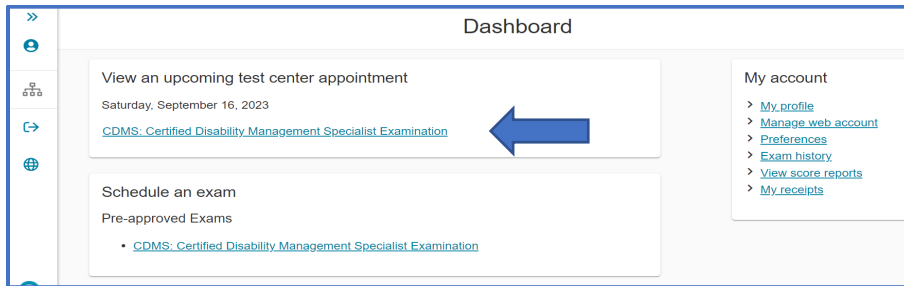 Dashboard
View an upcoming test center appointment
Saturday, September 16, 2023
CDMS: Certified Disability Management Specialist Examination
Schedule an exam
Pre-approved Exams
• CDMS: Certified Disability Management Specialist Examination
My account
My profile
Manage web account
Preferences
Exam history
View score reports
My receipts